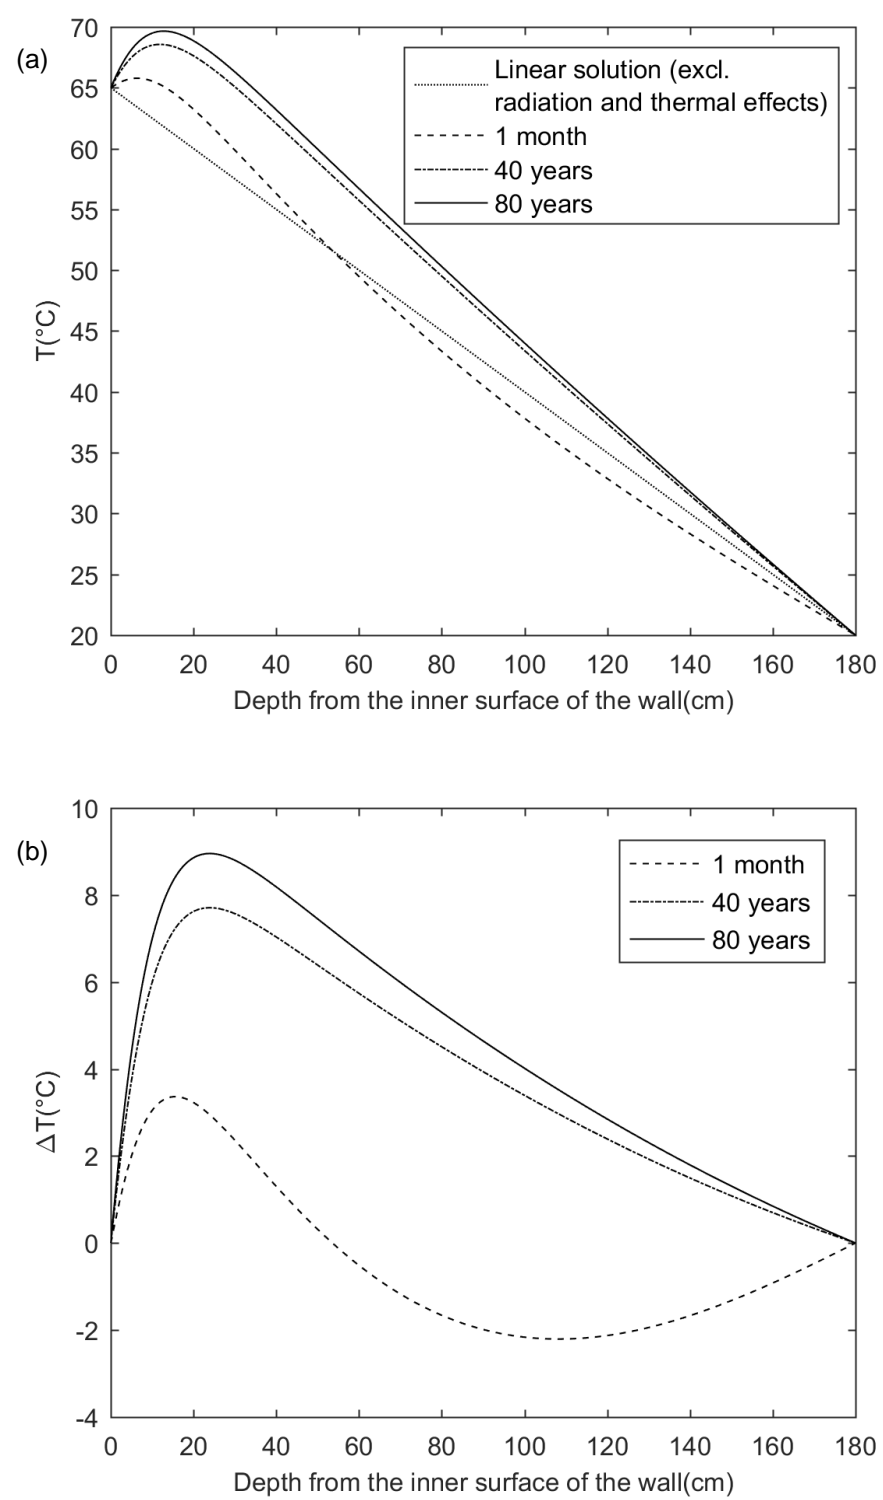 (a)
70
65
60
55
50
45
40
35
30
25
20
T(°C)
Linear solution (excl.
radiation and thermal effects)
1 month
40 years
80 years
0 20 40 60 80 100 120 140 160 180
Depth from the inner surface of the wall(cm)
(b)
10
8
6
4
2
0
-2
-4
ΔT(°C)
1 month
40 years
80 years
0 20 40 60 80 100 120 140 160 180
Depth from the inner surface of the wall(cm)